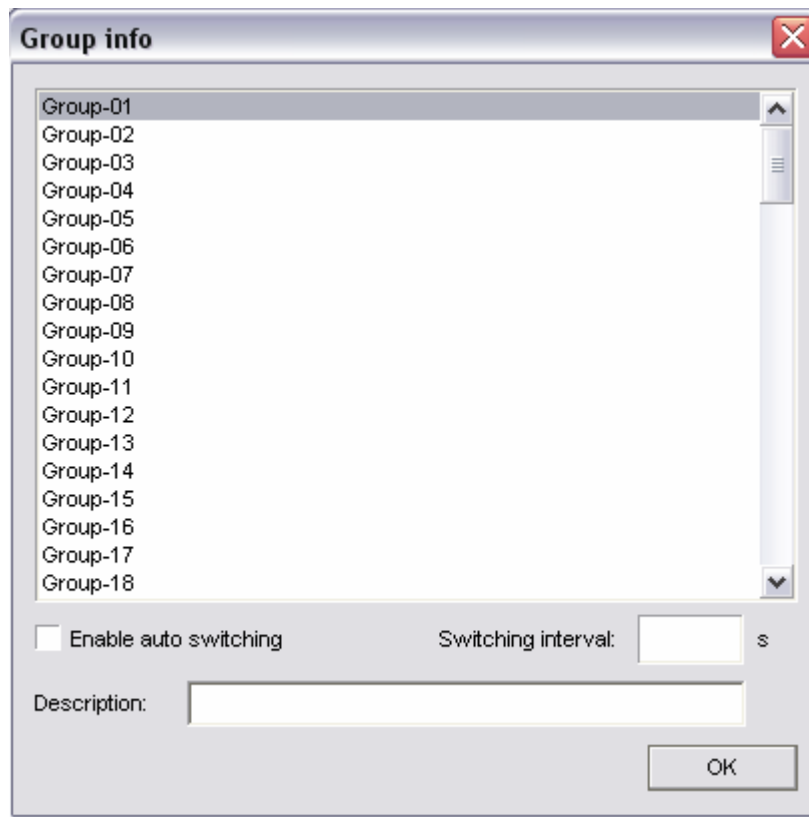 Group info
Group-01
Group-02
Group-03
Group-04
Group-05
Group-06
Group-07
Group-08
Group-09
Group-10
Group-11
Group-12
Group-13
Group-14
Group-15
Group-16
Group-17
Group-18
Enable auto switching Switching interval: s
Description:
OK